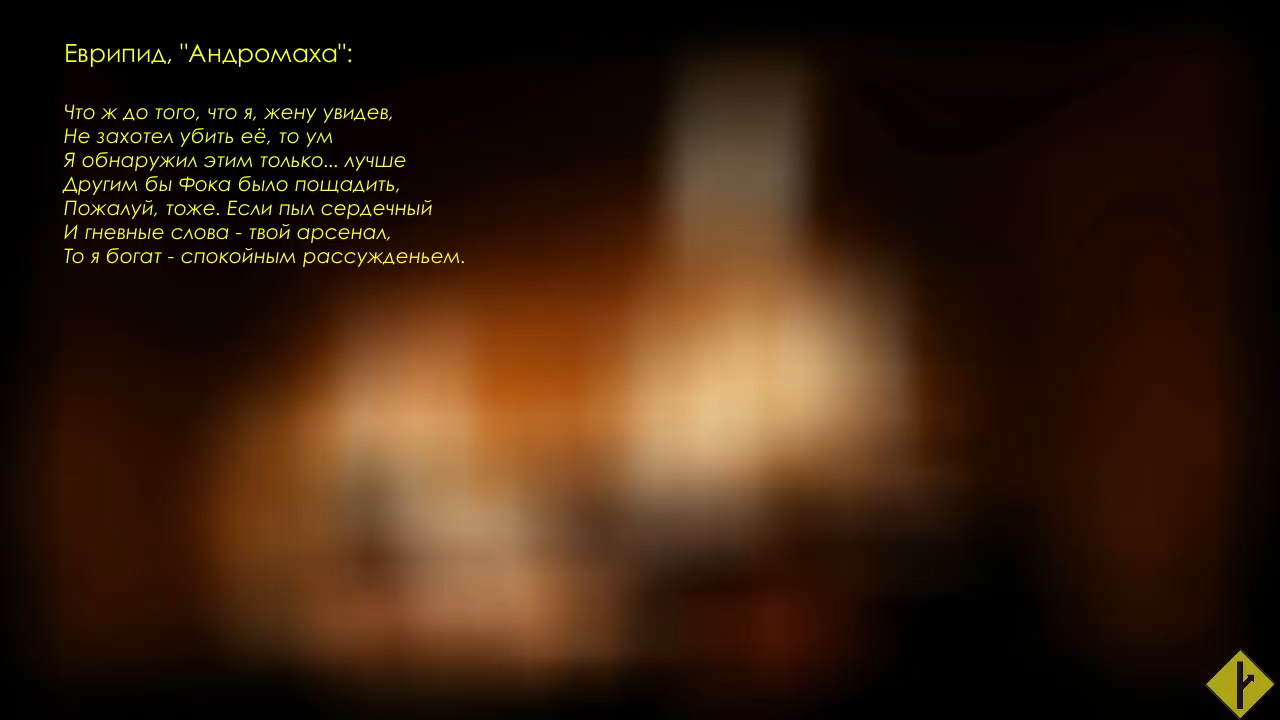 Еврипид, "Андромаха":
Что ж до того, что я, жену увидев,
Не захотел убить её, то ум
Я обнаружил этим только... лучше
Другим бы Фока было пощадить,
Пожалуй, тоже. Если пыл сердечный
И гневные слова - твой арсенал,
То я богат - спокойным рассужденьем.